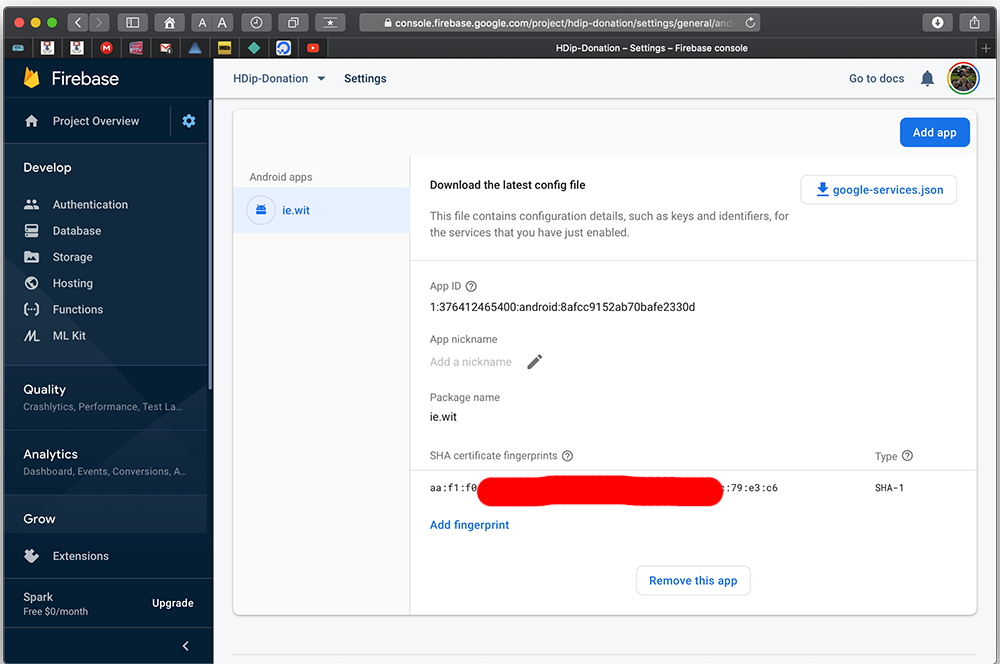 console.firebase.google.com/project/hdip-donation/settings/general/and
HDip-Donation – Settings – Firebase console
Firebase
HDip-Donation
Settings
Go to docs
Project Overview
Add app
Develop
Authentication
Database
Storage
Hosting
Functions
ML Kit
Quality
Crashlytics, Performance, Test La...
Analytics
Dashboard, Events, Conversions, A...
Grow
Extensions
Spark
Free $0/month
Upgrade
Android apps
ie.wit
Download the latest config file
google-services.json
This file contains configuration details, such as keys and identifiers, for
the services that you have just enabled.
App ID
1:376412465400:android:8afcc9152ab70bafe2330d
App nickname
Add a nickname
Package name
ie.wit
SHA certificate fingerprints
Type
aa:f1:f0 :79:e3:c6
SHA-1
Add fingerprint
Remove this app